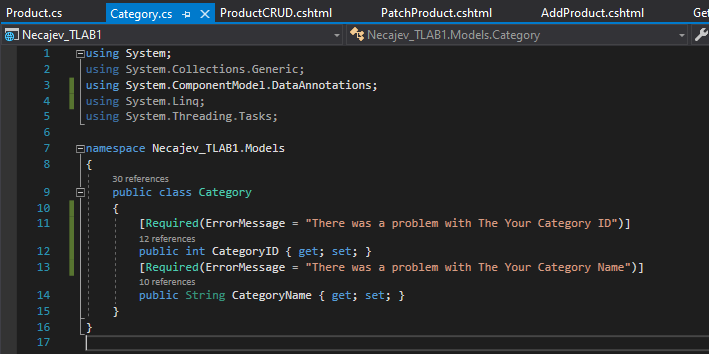 Product.cs Category.cs ProductCRUD.cshtml PatchProduct.cshtml AddProduct.cshtml Get
Necajev_TLAB1 Necajev_TLAB1.Models.Category
1 using System;
2 using System.Collections.Generic;
3 using System.ComponentModel.DataAnnotations;
4 using System.Linq;
5 using System.Threading.Tasks;
6
7 namespace Necajev_TLAB1.Models
8 {
30 references
9 public class Category
10 {
11 [Required(ErrorMessage = "There was a problem with The Your Category ID")]
12 references
12 public int CategoryID { get; set; }
13 [Required(ErrorMessage = "There was a problem with The Your Category Name")]
10 references
14 public String CategoryName { get; set; }
15 }
16 }
17